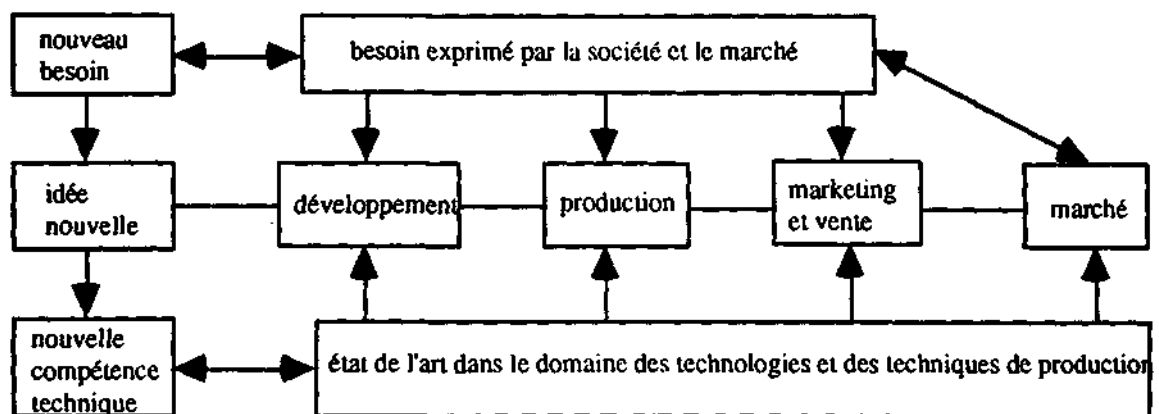 nouveau
besoin
besoin exprimé par la société et le marché
idée
nouvelle
développement
production
marketing
et vente
marché
nouvelle
compétence
technique
état de l'art dans le domaine des technologies et des techniques de production